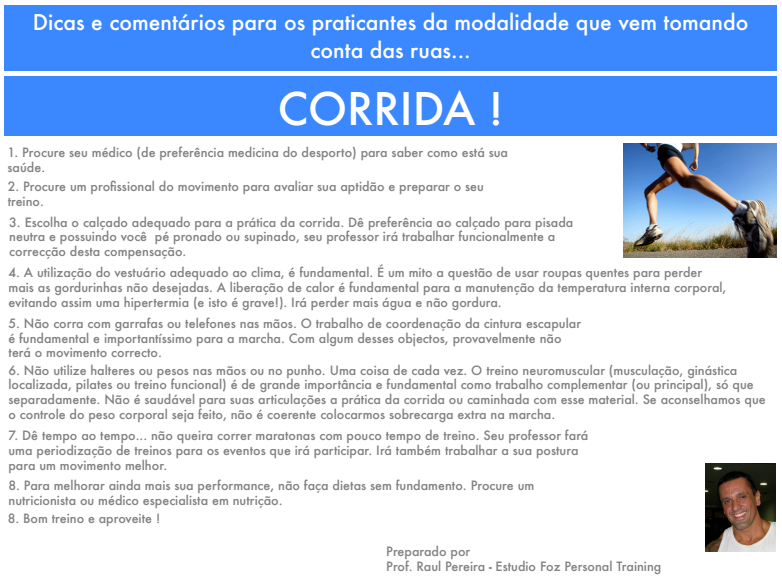 Dicas e comentários para os praticantes da modalidade que vem tomando
conta das ruas...
CORRIDA !
1. Procure seu médico (de preferência medicina do desporto) para saber como está sua
saúde.
2. Procure um profissional do movimento para avaliar sua aptidão e preparar o seu
treino.
3. Escolha o calçado adequado para a prática da corrida. Dê preferência ao calçado para pisada
neutra e possuindo você  pé pronado ou supinado, seu professor irá trabalhar funcionalmente a
correcção desta compensação.
4. A utilização do vestuário adequado ao clima, é fundamental. É um mito a questão de usar roupas quentes para perder
mais as gordurinhas não desejadas. A liberação de calor é fundamental para a manutenção da temperatura interna corporal,
evitando assim uma hipertermia (e isto é grave!). Irá perder mais água e não gordura.
5. Não corra com garrafas ou telefones nas mãos. O trabalho de coordenação da cintura escapular
é fundamental e importantíssimo para a marcha. Com algum desses objectos, provavelmente não
terá o movimento correcto.
6. Não utilize halteres ou pesos nas mãos ou no punho. Uma coisa de cada vez. O treino neuromuscular (musculação, ginástica
localizada, pilates ou treino funcional) é de grande importância e fundamental como trabalho complementar (ou principal), só que
separadamente. Não é saudável para suas articulações a prática da corrida ou caminhada com esse material. Se aconselhamos que
o controle do peso corporal seja feito, não é coerente colocarmos sobrecarga extra na marcha.
7. Dê tempo ao tempo... não queira correr maratonas com pouco tempo de treino. Seu professor fará
uma periodização de treinos para os eventos que irá participar. Irá também trabalhar a sua postura
para um movimento melhor.
8. Para melhorar ainda mais sua performance, não faça dietas sem fundamento. Procure um
nutricionista ou médico especialista em nutrição.
8. Bom treino e aproveite !
Preparado por
Prof. Raul Pereira - Estudio Foz Personal Training